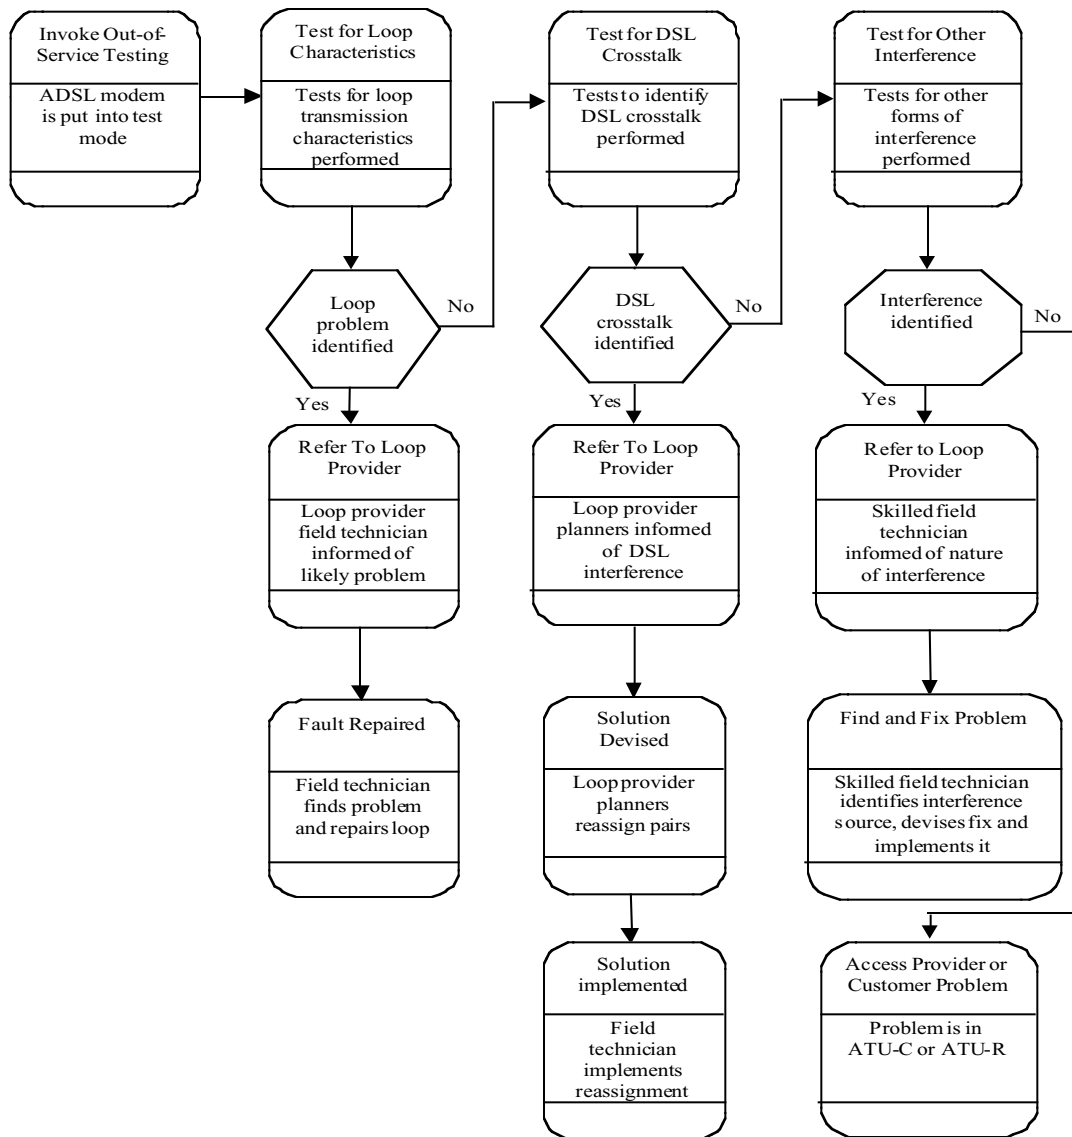 Invoke Out-of-
Service Testing
ADSL modem
is put into test
mode
Test for Loop
Characteristics
Tests for loop
transmission
characteristics
performed
Test for DSL
Crosstalk
Tests to identify
DSL crosstalk
performed
Test for Other
Interference
Tests for other
forms of
interference
performed
Loop
problem
identified
No
Yes
DSL
crosstalk
identified
No
Yes
Interference
identified
No
Yes
Refer To Loop
Provider
Loop provider
field technician
informed of
likely problem
Refer To Loop
Provider
Loop provider
planners informed
of DSL
interference
Refer to Loop
Provider
Skilled field
technician
informed of nature
of interference
Fault Repaired
Field technician
finds problem
and repairs loop
Solution
Devised
Loop provider
planners
reassign pairs
Find and Fix Problem
Skilled field technician
identifies interference
source, devises fix and
implements it
Solution
implemented
Field
technician
implements
reassignment
Access Provider or
Customer Problem
Problem is in
ATU-C or ATU-R